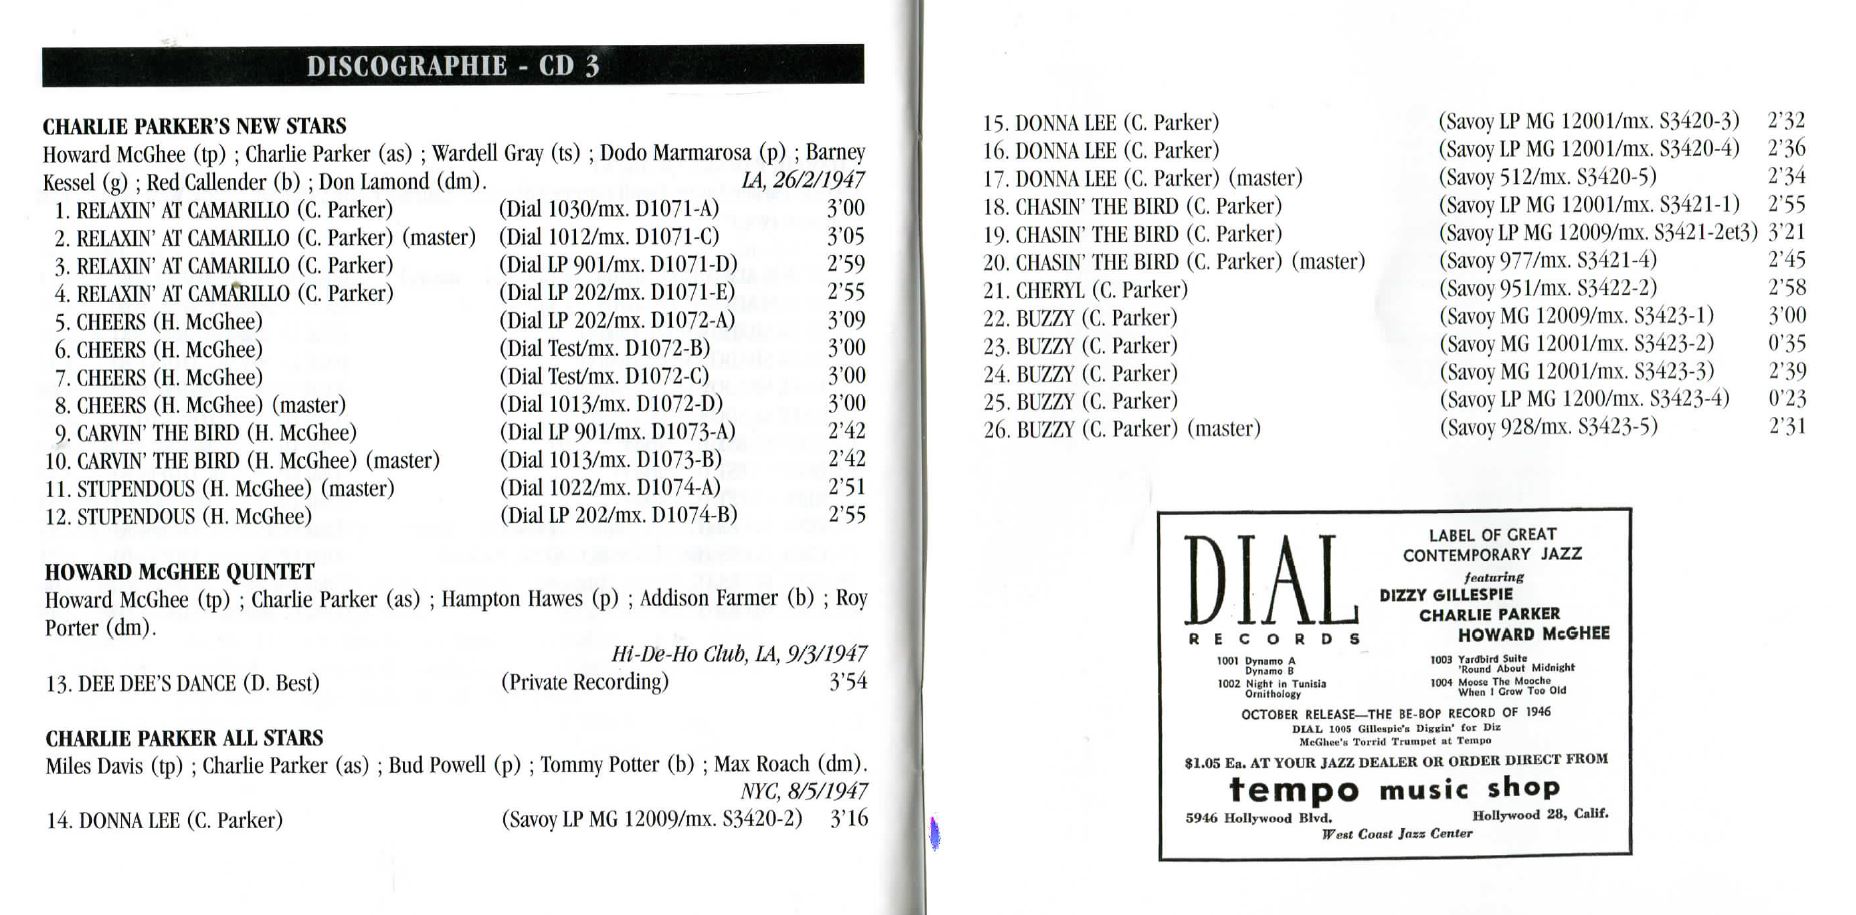 DISCOGRAPHIE - CD 3
CHARLIE PARKER'S NEW STARS
Howard McGhee (tp) ; Charlie Parker (as) ; Wardell Gray (ts) ; Dodo Marmarosa (p) ; Barney
Kessel (g) ; Red Callender (b) ; Don Lamond (dm). LA, 26/2/1947
1. RELAXIN' AT CAMARILLO (C. Parker) (Dial 1030/mx. D1071-A) 3'00
2. RELAXIN' AT CAMARILLO (C. Parker) (master) (Dial 1012/mx. D1071-C) 3'05
3. RELAXIN' AT CAMARILLO (C. Parker) (Dial LP 901/mx. D1071-D) 2'59
4. RELAXIN' AT CAMARILLO (C. Parker) (Dial LP 202/mx. D1071-E) 2'55
5. CHEERS (H. McGhee) (Dial LP 202/mx. D1072-A) 3'09
6. CHEERS (H. McGhee) (Dial Test/mx. D1072-B) 3'00
7. CHEERS (H. McGhee) (Dial Test/mx. D1072-C) 3'00
8. CHEERS (H. McGhee) (master) (Dial 1013/mx. D1072-D) 3'00
9. CARVIN' THE BIRD (H. McGhee) (Dial LP 901/mx. D1073-A) 2'42
10. CARVIN' THE BIRD (H. McGhee) (master) (Dial 1013/mx. D1073-B) 2'42
11. STUPENDOUS (H. McGhee) (master) (Dial 1022/mx. D1074-A) 2'51
12. STUPENDOUS (H. McGhee) (Dial LP 202/mx. D1074-B) 2'55
HOWARD McGHEE QUINTET
Howard McGhee (tp) ; Charlie Parker (as) ; Hampton Hawes (p) ; Addison Farmer (b) ; Roy
Porter (dm).
Hi-De-Ho Club, LA, 9/3/1947
13. DEE DEE'S DANCE (D. Best) (Private Recording) 3'54
CHARLIE PARKER ALL STARS
Miles Davis (tp) ; Charlie Parker (as) ; Bud Powell (p) ; Tommy Potter (b) ; Max Roach (dm).
NYC, 8/5/1947
14. DONNA LEE (C. Parker) (Savoy LP MG 12009/mx. S3420-2) 3'16
15. DONNA LEE (C. Parker) (Savoy LP MG 12001/mx. S3420-3) 2'32
16. DONNA LEE (C. Parker) (Savoy LP MG 12001/mx. S3420-4) 2'36
17. DONNA LEE (C. Parker) (master) (Savoy 512/mx. S3420-5) 2'34
18. CHASIN' THE BIRD (C. Parker) (Savoy LP MG 12001/mx. S3421-1) 2'55
19. CHASIN' THE BIRD (C. Parker) (Savoy LP MG 12009/mx. S3421-2et3) 3'21
20. CHASIN' THE BIRD (C. Parker) (master) (Savoy 977/mx. S3421-4) 2'45
21. CHERYL (C. Parker) (Savoy 951/mx. S3422-2) 2'58
22. BUZZY (C. Parker) (Savoy MG 12009/mx. S3423-1) 3'00
23. BUZZY (C. Parker) (Savoy MG 12001/mx. S3423-2) 0'35
24. BUZZY (C. Parker) (Savoy MG 12001/mx. S3423-3) 2'39
25. BUZZY (C. Parker) (Savoy LP MG 1200/mx. S3423-4) 0'23
26. BUZZY (C. Parker) (master) (Savoy 928/mx. S3423-5) 2'31
DIAL
RECORDS
LABEL OF GREAT
CONTEMPORARY JAZZ
featuring
DIZZY GILLESPIE
CHARLIE PARKER
HOWARD McGHEE
1001 Dynamo A
Dynamo B
1002 Night in Tunisia
Ornithology
1003 Yardbird Suite
'Round About Midnight
1004 Moose The Mooche
When I Grow Too Old
OCTOBER RELEASE—THE BE-BOP RECORD OF 1946
DIAL 1005 Gillespie's Diggin' for Diz
McGhee's Torrid Trumpet at Tempo
$1.05 Ea. AT YOUR JAZZ DEALER OR ORDER DIRECT FROM
tempo music shop
5946 Hollywood Blvd. Hollywood 28, Calif.
West Coast Jazz Center